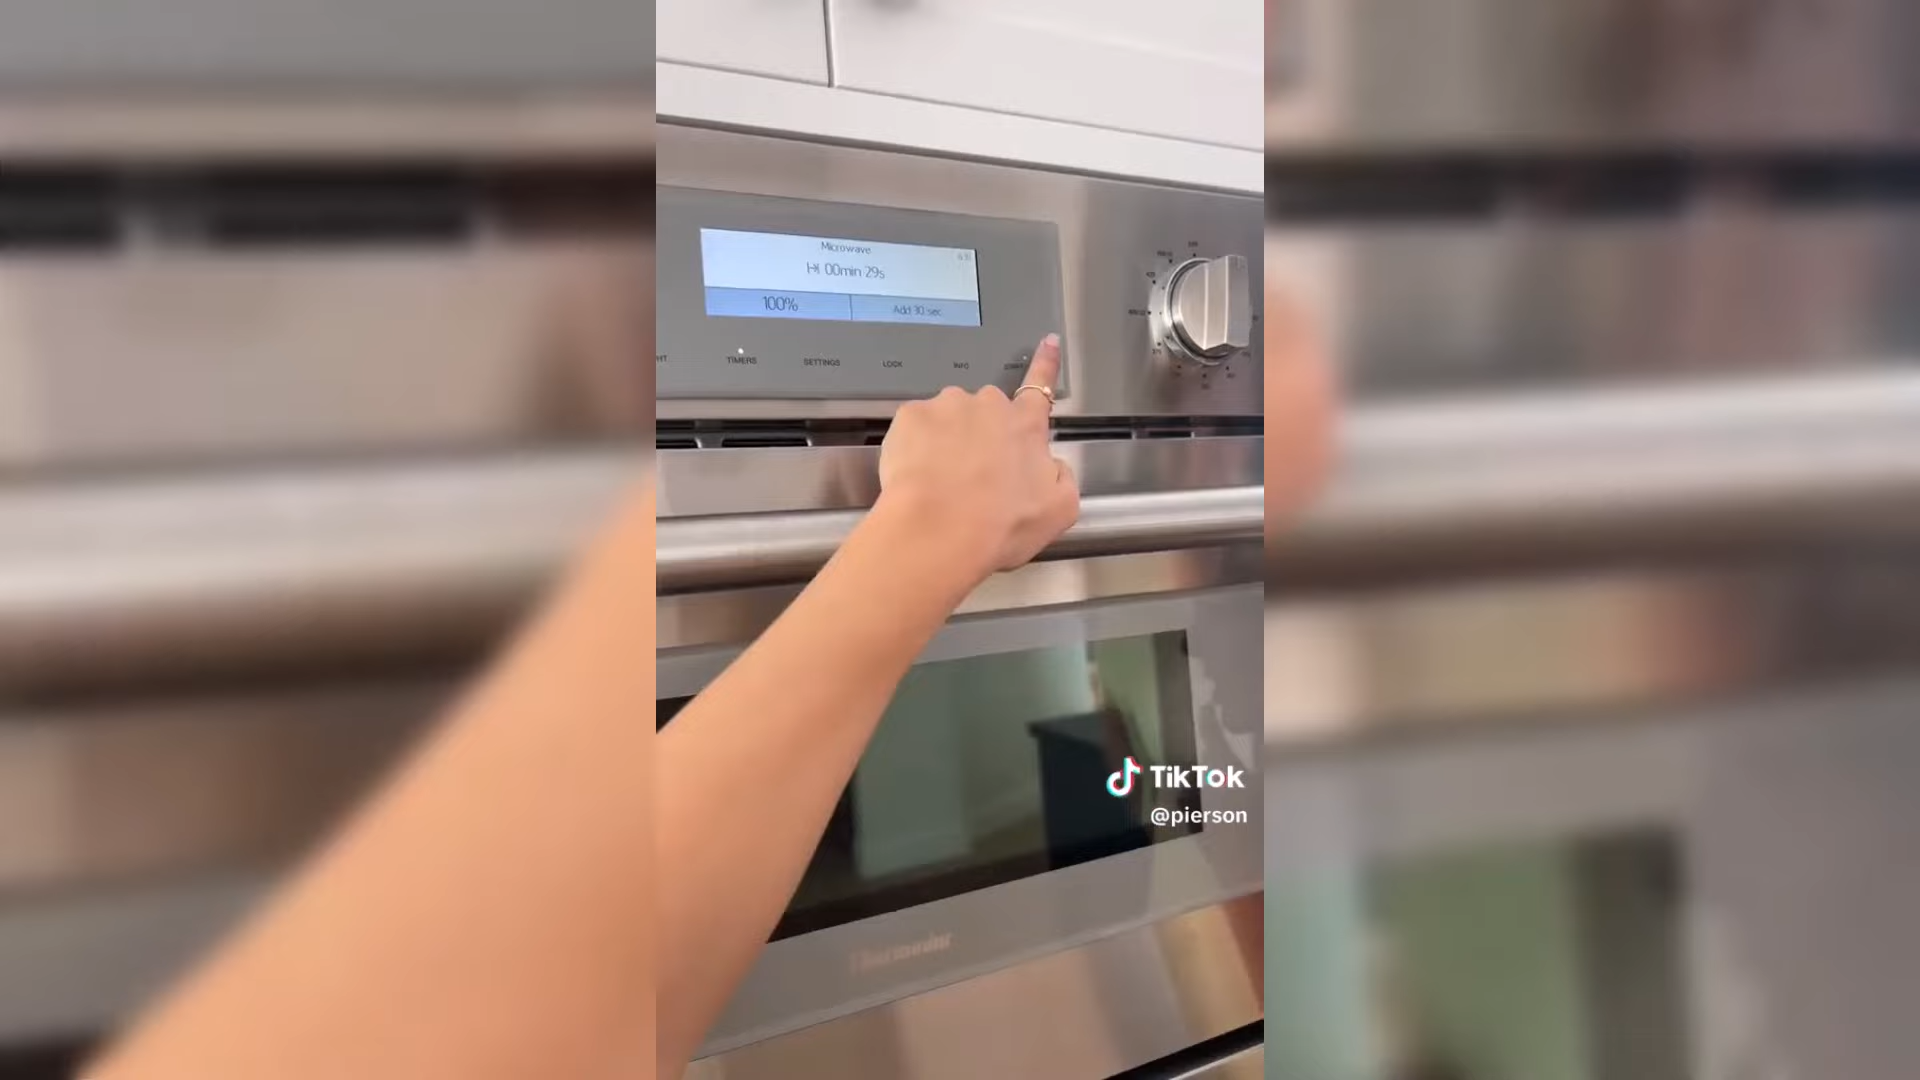 Microwave
00min 29s
100%
Add 30 sec
TIMERS
SETTINGS
LOCK
INFO
TikTok
@pierson